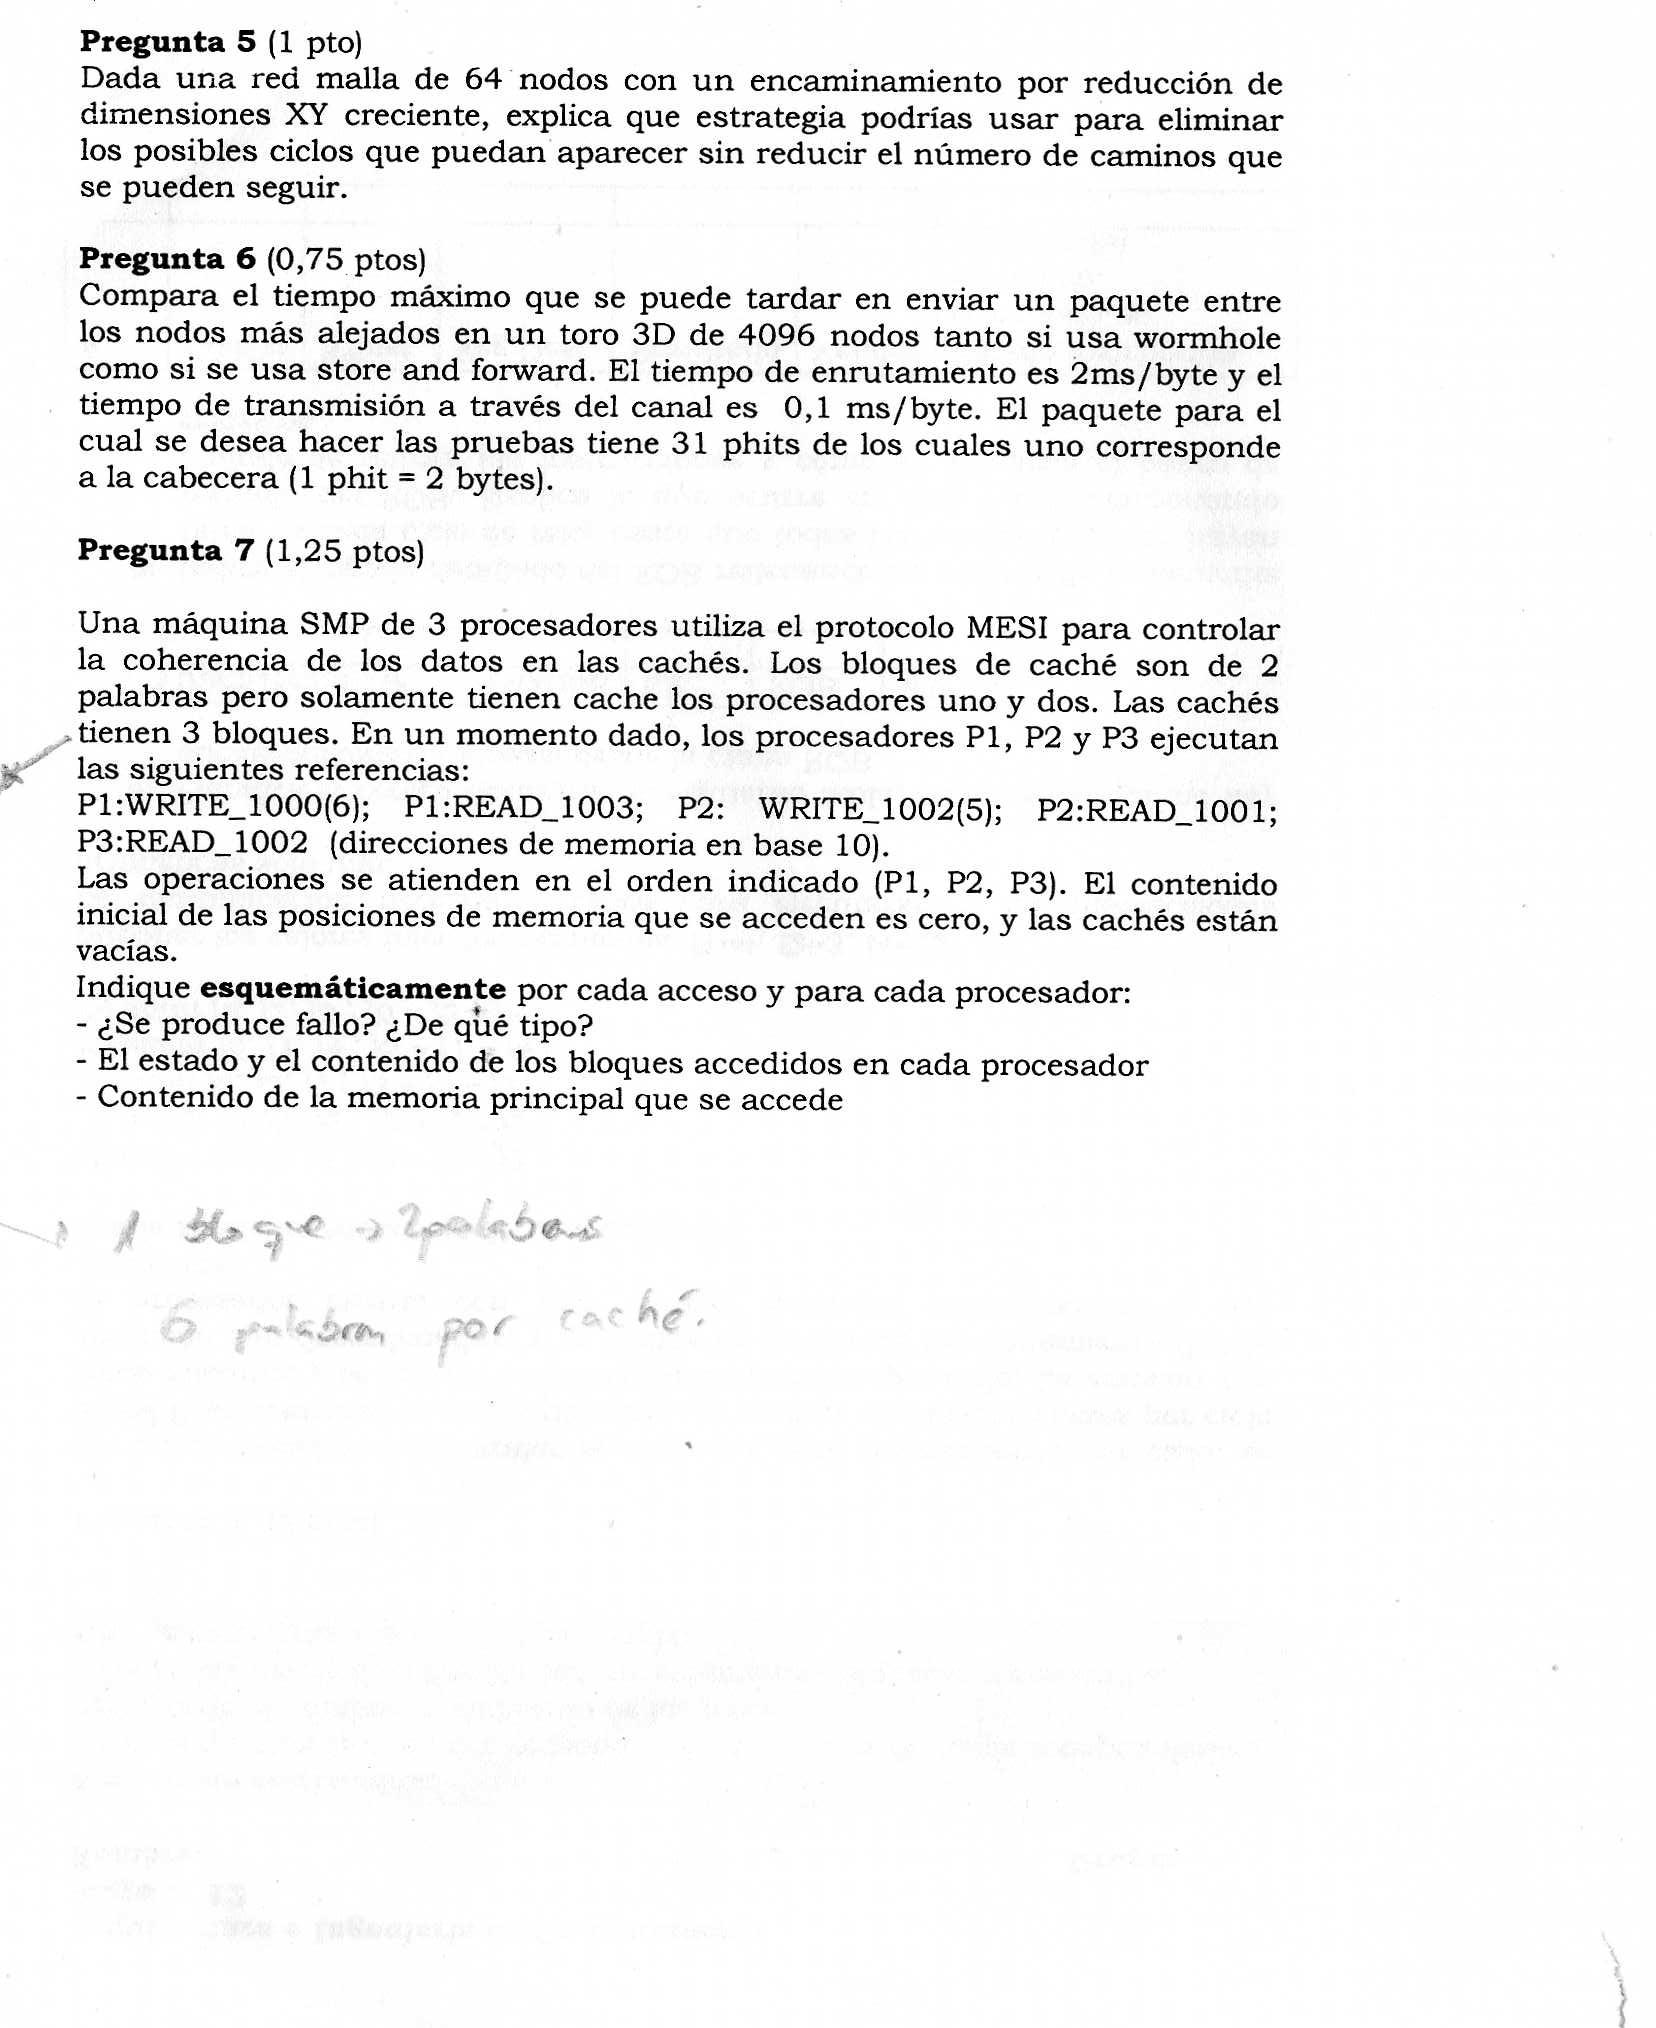 Pregunta 5 (1 pto)
Dada una red malla de 64 nodos con un encaminamiento por reducción de
dimensiones XY creciente, explica que estrategia podrías usar para eliminar
los posibles ciclos que puedan aparecer sin reducir el número de caminos que
se pueden seguir.
Pregunta 6 (0,75 ptos)
Compara el tiempo máximo que se puede tardar en enviar un paquete entre
los nodos más alejados en un toro 3D de 4096 nodos tanto si usa wormhole
como si se usa store and forward. El tiempo de enrutamiento es 2ms/byte y el
tiempo de transmisión a través del canal es 0,1 ms/byte. El paquete para el
cual se desea hacer las pruebas tiene 31 phits de los cuales uno corresponde
a la cabecera (1 phit = 2 bytes).
Pregunta 7 (1,25 ptos)
Una máquina SMP de 3 procesadores utiliza el protocolo MESI para controlar
la coherencia de los datos en las cachés. Los bloques de caché son de 2
palabras pero solamente tienen cache los procesadores uno y dos. Las cachés
tienen 3 bloques. En un momento dado, los procesadores P1, P2 y P3 ejecutan
las siguientes referencias:
P1:WRITE_1000(6); P1:READ_1003; P2: WRITE_1002(5); P2:READ_1001;
P3:READ_1002 (direcciones de memoria en base 10).
Las operaciones se atienden en el orden indicado (P1, P2, P3). El contenido
inicial de las posiciones de memoria que se acceden es cero, y las cachés están
vacías.
Indique esquemáticamente por cada acceso y para cada procesador:
- ¿Se produce fallo? ¿De qué tipo?
- El estado y el contenido de los bloques accedidos en cada procesador
- Contenido de la memoria principal que se accede
1 bloque → 2 palabras
6 palabras por caché.